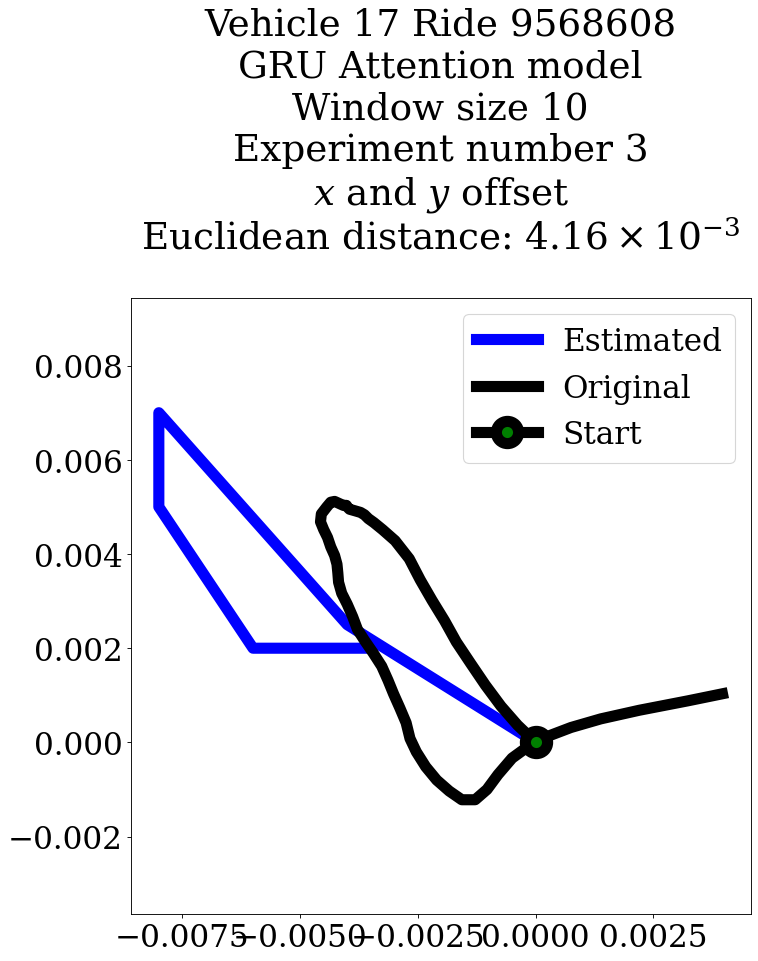 Vehicle 17 Ride 9568608
GRU Attention model
Window size 10
Experiment number 3
x and y offset
Euclidean distance: 4.16 × 10⁻³
Estimated
Original
Start
0.008
0.006
0.004
0.002
0.000
−0.002
−0.0075 −0.0050 −0.0025 0.0000 0.0025